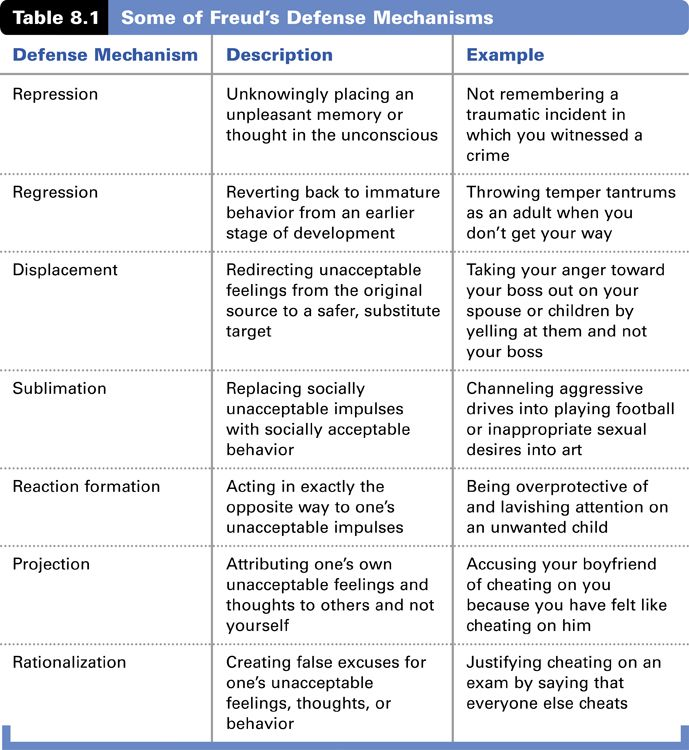 Table 8.1 Some of Freud's Defense Mechanisms
Defense Mechanism Description Example
Repression
Unknowingly placing an
unpleasant memory or
thought in the unconscious
Not remembering a
traumatic incident in
which you witnessed a
crime
Regression
Reverting back to immature
behavior from an earlier
stage of development
Throwing temper tantrums
as an adult when you
don't get your way
Displacement
Redirecting unacceptable
feelings from the original
source to a safer, substitute
target
Taking your anger toward
your boss out on your
spouse or children by
yelling at them and not
your boss
Sublimation
Replacing socially
unacceptable impulses
with socially acceptable
behavior
Channeling aggressive
drives into playing football
or inappropriate sexual
desires into art
Reaction formation
Acting in exactly the
opposite way to one's
unacceptable impulses
Being overprotective of
and lavishing attention on
an unwanted child
Projection
Attributing one's own
unacceptable feelings and
thoughts to others and not
yourself
Accusing your boyfriend
of cheating on you
because you have felt like
cheating on him
Rationalization
Creating false excuses for
one's unacceptable
feelings, thoughts, or
behavior
Justifying cheating on an
exam by saying that
everyone else cheats